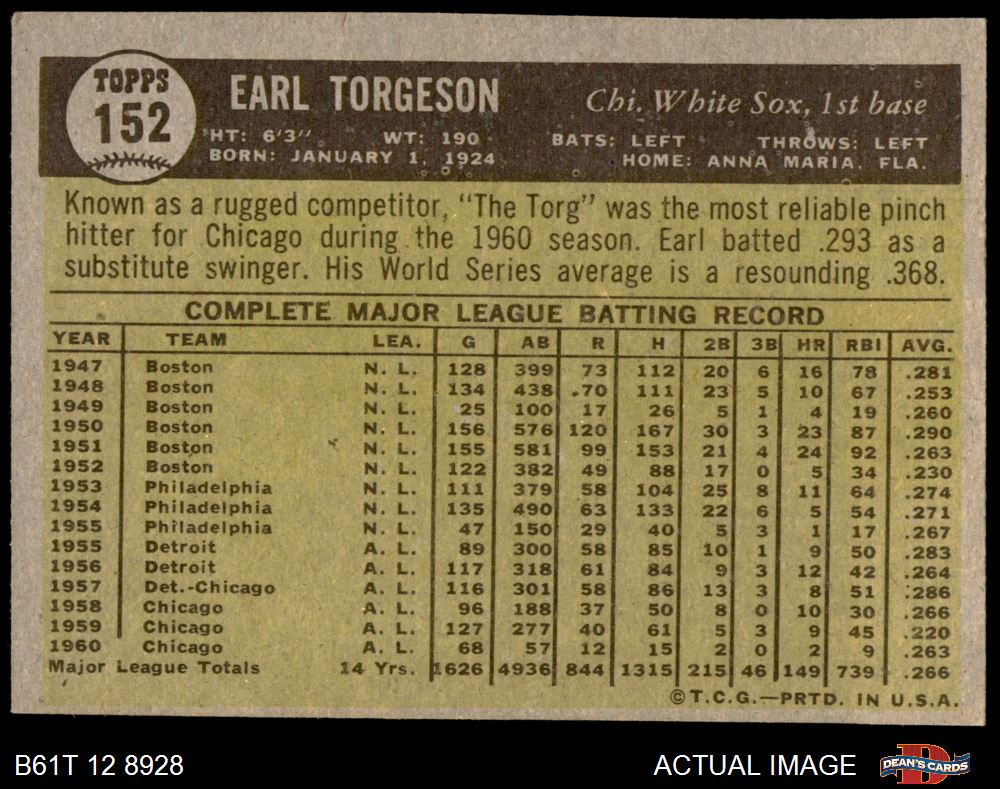 TOPPS
152
EARL TORGESON
Chi. White Sox, 1st base
HT: 6'3" WT: 190 BATS: LEFT THROWS: LEFT
BORN: JANUARY 1, 1924 HOME: ANNA MARIA, FLA.
Known as a rugged competitor, "The Torg" was the most reliable pinch
hitter for Chicago during the 1960 season. Earl batted .293 as a
substitute swinger. His World Series average is a resounding .368.
COMPLETE MAJOR LEAGUE BATTING RECORD
YEAR TEAM LEA. G AB R H 2B 3B HR RBI AVG.
1947 Boston N. L. 128 399 73 112 20 6 16 78 .281
1948 Boston N. L. 134 438 70 111 23 5 10 67 .253
1949 Boston N. L. 25 100 17 26 5 1 4 19 .260
1950 Boston N. L. 156 576 120 167 30 3 23 87 .290
1951 Boston N. L. 155 581 99 153 21 4 24 92 .263
1952 Boston N. L. 122 382 49 88 17 0 5 34 .230
1953 Philadelphia N. L. 111 379 58 104 25 8 11 64 .274
1954 Philadelphia N. L. 135 490 63 133 22 6 5 54 .271
1955 Philadelphia N. L. 47 150 29 40 5 3 1 17 .267
1955 Detroit A. L. 89 300 58 85 10 1 9 50 .283
1956 Detroit A. L. 117 318 61 84 9 3 12 42 .264
1957 Det.-Chicago A. L. 116 301 58 86 13 3 8 51 .286
1958 Chicago A. L. 96 188 37 50 8 0 10 30 .266
1959 Chicago A. L. 127 277 40 61 5 3 9 45 .220
1960 Chicago A. L. 68 57 12 15 2 0 2 9 .263
Major League Totals 14 Yrs. 1626 4936 844 1315 215 46 149 739 .266
©T.C.G.—PRTD. IN U.S.A.
B61T 12 8928 ACTUAL IMAGE
D
DEAN'S CARDS